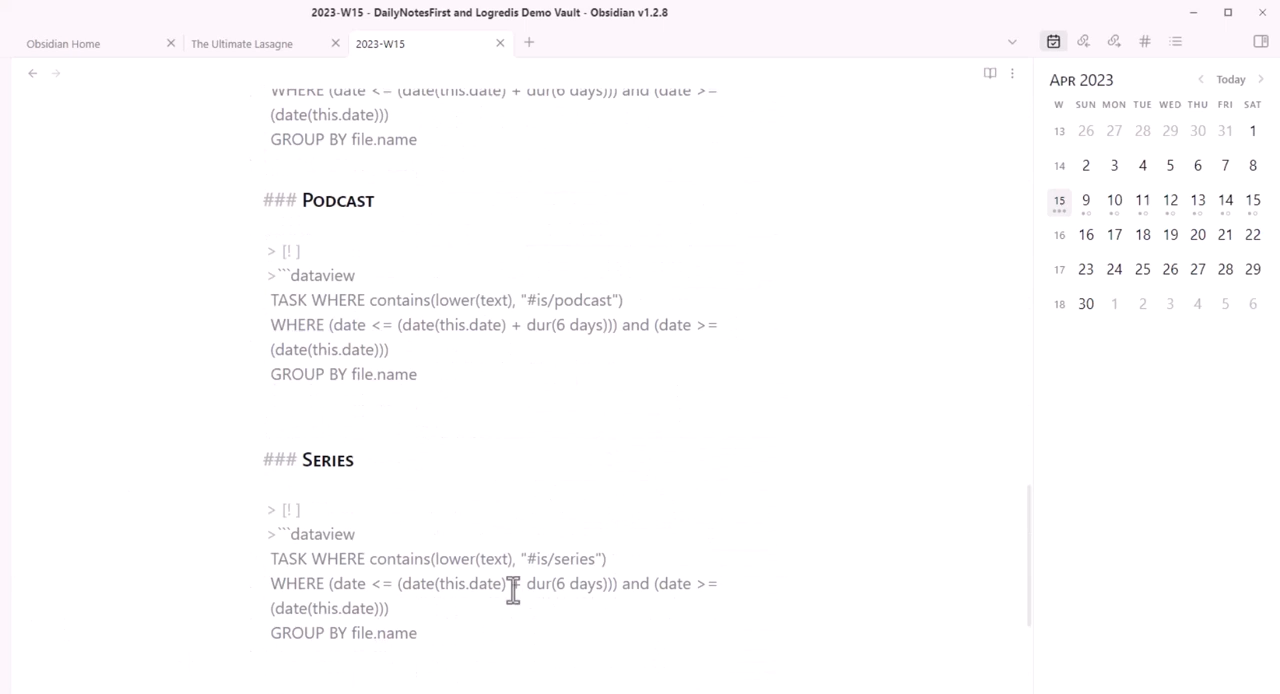 2023-W15 - DailyNotesFirst and Logredis Demo Vault - Obsidian v1.2.8
Obsidian Home
The Ultimate Lasagne
2023-W15
WHERE (date <= (date(this.date) + dur(6 days))) and (date >=
(date(this.date)))
GROUP BY file.name
### PODCAST
> [! ]
>```dataview
TASK WHERE contains(lower(text), "#is/podcast")
WHERE (date <= (date(this.date) + dur(6 days))) and (date >=
(date(this.date)))
GROUP BY file.name
### SERIES
> [! ]
>```dataview
TASK WHERE contains(lower(text), "#is/series")
WHERE (date <= (date(this.date) + dur(6 days))) and (date >=
(date(this.date)))
GROUP BY file.name
APR 2023
Today
W SUN MON TUE WED THU FRI SAT
13 26 27 28 29 30 31 1
14 2 3 4 5 6 7 8
15 9 10 11 12 13 14 15
16 16 17 18 19 20 21 22
17 23 24 25 26 27 28 29
18 30 1 2 3 4 5 6